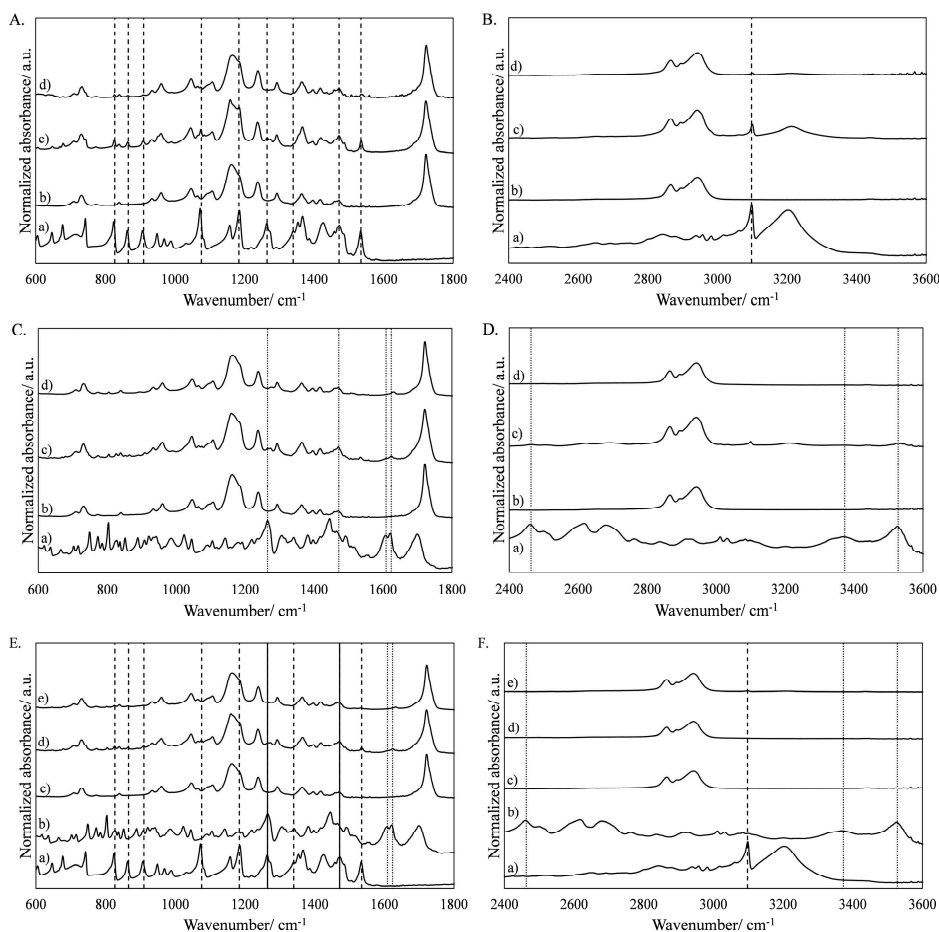 A.
Normalized absorbance/ a.u.
d)
c)
b)
a)
600 800 1000 1200 1400 1600 1800
Wavenumber/ cm-1
B.
Normalized absorbance/ a.u.
d)
c)
b)
a)
2400 2600 2800 3000 3200 3400 3600
Wavenumber/ cm-1
C.
Normalized absorbance/ a.u.
d)
c)
b)
a)
600 800 1000 1200 1400 1600 1800
Wavenumber/ cm-1
D.
Normalized absorbance/ a.u.
d)
c)
b)
a)
2400 2600 2800 3000 3200 3400 3600
Wavenumber/ cm-1
E.
Normalized absorbance/ a.u.
e)
d)
c)
b)
a)
600 800 1000 1200 1400 1600 1800
Wavenumber/ cm-1
F.
Normalized absorbance/ a.u.
e)
d)
c)
b)
a)
2400 2600 2800 3000 3200 3400 3600
Wavenumber/ cm-1